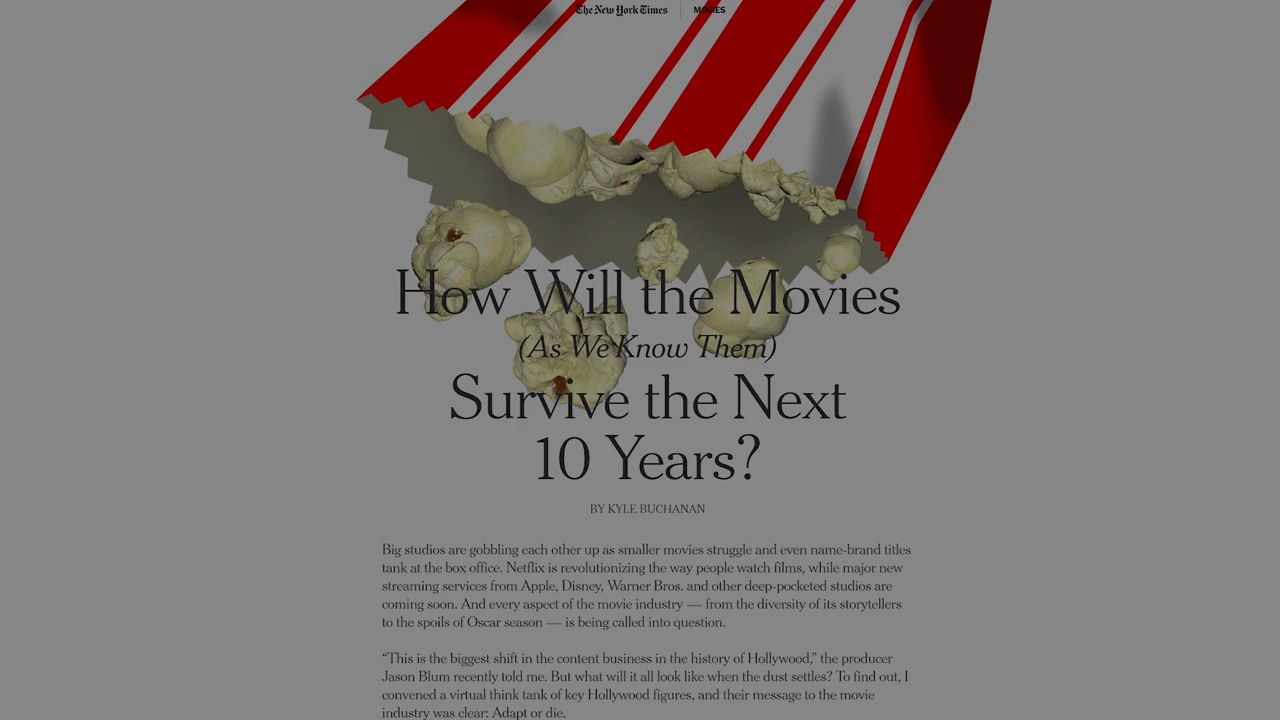 The New York Times MOVIES
How Will the Movies
(As We Know Them)
Survive the Next
10 Years?
BY KYLE BUCHANAN
Big studios are gobbling each other up as smaller movies struggle and even name-brand titles
tank at the box office. Netflix is revolutionizing the way people watch films, while major new
streaming services from Apple, Disney, Warner Bros. and other deep-pocketed studios are
coming soon. And every aspect of the movie industry — from the diversity of its storytellers
to the spoils of Oscar season — is being called into question.
“This is the biggest shift in the content business in the history of Hollywood,” the producer
Jason Blum recently told me. But what will it all look like when the dust settles? To find out, I
convened a virtual think tank of key Hollywood figures, and their message to the movie
industry was clear: Adapt or die.